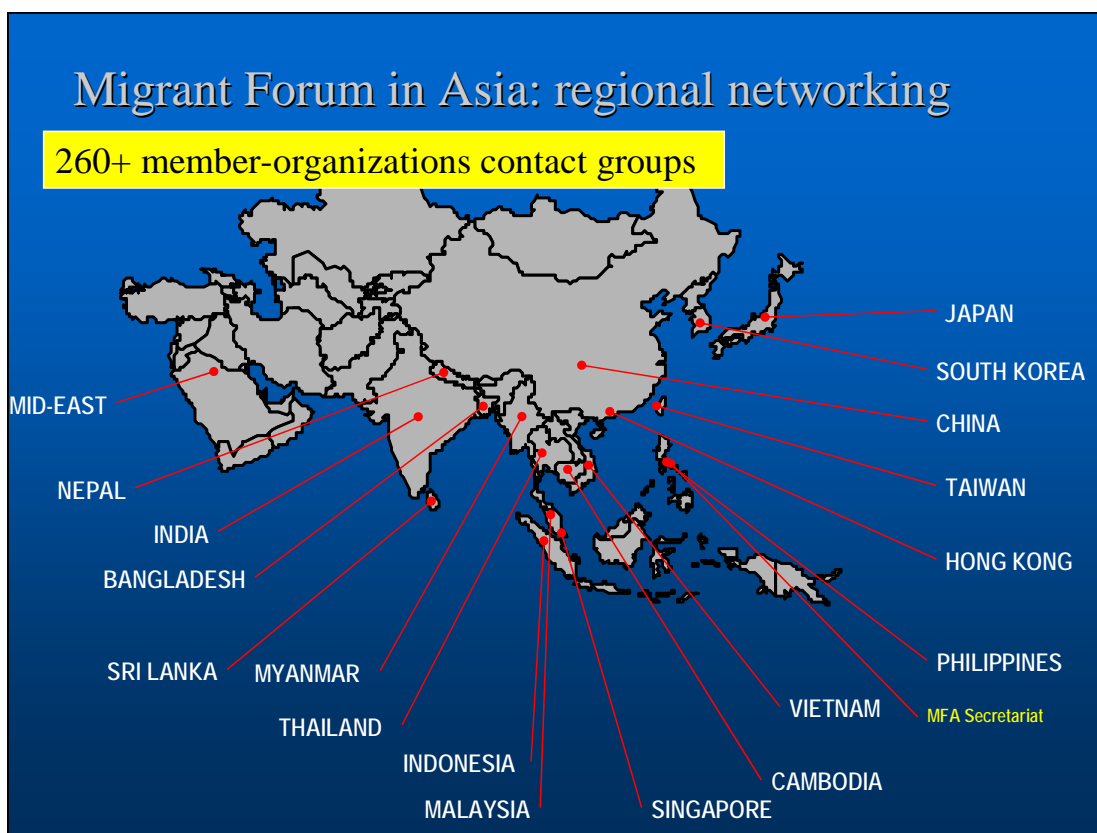 Migrant Forum in Asia: regional networking
260+ member-organizations contact groups
JAPAN
SOUTH KOREA
MID-EAST
CHINA
NEPAL
TAIWAN
INDIA
HONG KONG
BANGLADESH
SRI LANKA
MYANMAR
PHILIPPINES
VIETNAM
MFA Secretariat
THAILAND
INDONESIA
CAMBODIA
MALAYSIA
SINGAPORE